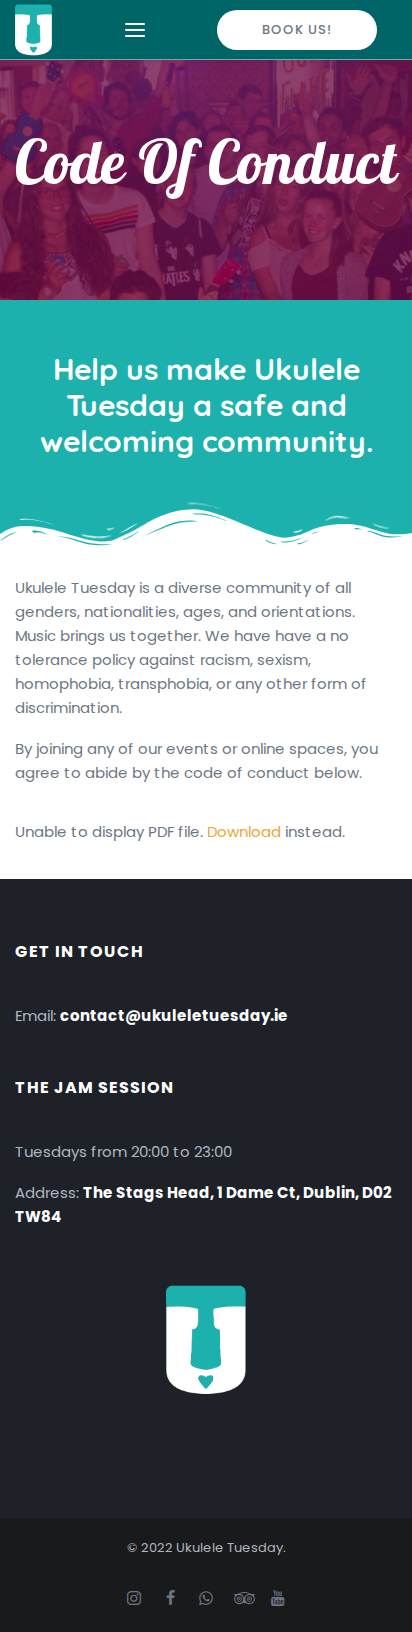 BOOK US!
Code Of Conduct
Help us make Ukulele
Tuesday a safe and
welcoming community.
Ukulele Tuesday is a diverse community of all
genders, nationalities, ages, and orientations.
Music brings us together. We have have a no
tolerance policy against racism, sexism,
homophobia, transphobia, or any other form of
discrimination.
By joining any of our events or online spaces, you
agree to abide by the code of conduct below.
Unable to display PDF file. Download instead.
GET IN TOUCH
Email: contact@ukuleletuesday.ie
THE JAM SESSION
Tuesdays from 20:00 to 23:00
Address: The Stags Head, 1 Dame Ct, Dublin, D02
TW84
© 2022 Ukulele Tuesday.